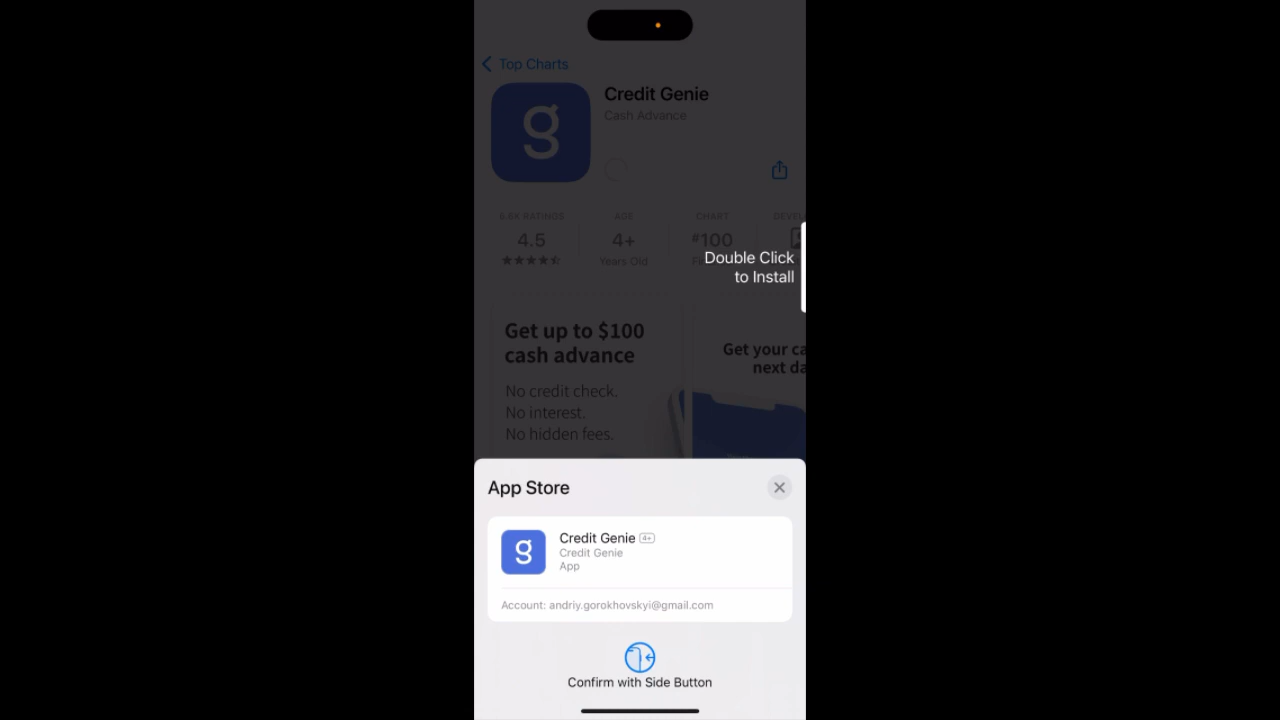 Top Charts
g
Credit Genie
Cash Advance
6.6K RATINGS
4.5
AGE
4+
Years Old
CHART
#100
Double Click
to Install
Get up to $100
cash advance
No credit check.
No interest.
No hidden fees.
Get your ca
next da
App Store
g
Credit Genie 4+
Credit Genie
App
Account: andriy.gorokhovskyi@gmail.com
Confirm with Side Button